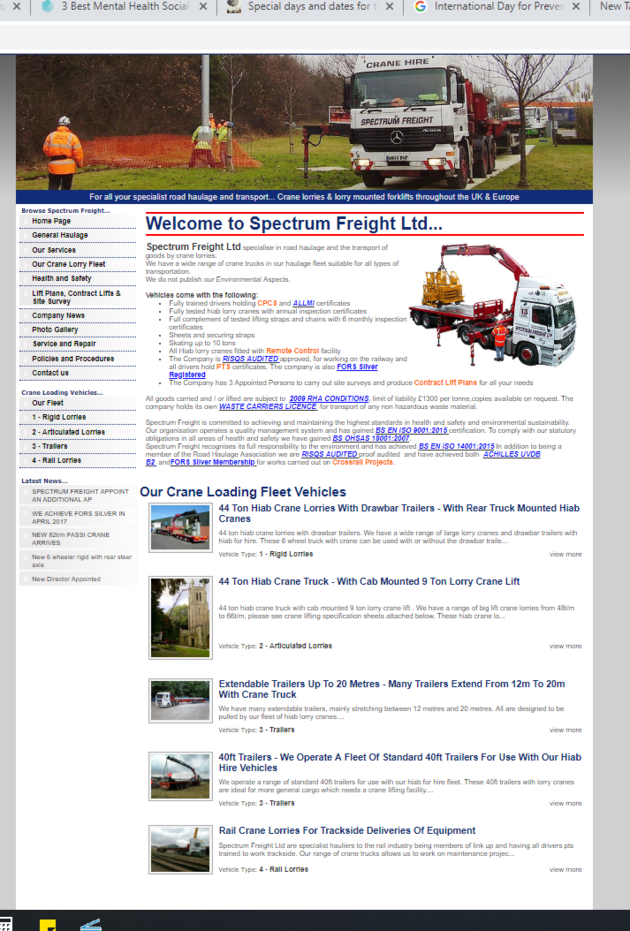 3 Best Mental Health Social
Special days and dates for t
International Day for Preven
New Ta
CRANE HIRE
SPECTRUM FREIGHT
For all your specialist road haulage and transport... Crane lorries & lorry mounted forklifts throughout the UK & Europe
Browse Spectrum Freight...
Home Page
General Haulage
Our Services
Our Crane Lorry Fleet
Health and Safety
Lift Plans, Contract Lifts &
Site Survey
Company News
Photo Gallery
Service and Repair
Policies and Procedures
Contact us
Crane Loading Vehicles...
Our Fleet
1 - Rigid Lorries
2 - Articulated Lorries
3 - Trailers
4 - Rail Lorries
Latest News...
SPECTRUM FREIGHT APPOINT
AN ADDITIONAL AP
WE ACHIEVE FORS SILVER IN
APRIL 2017
NEW 82t/m FASSI CRANE
ARRIVES
New 6 wheeler rigid with rear steer
axle
New Director Appointed
Welcome to Spectrum Freight Ltd...
Spectrum Freight Ltd specialise in road haulage and the transport of
goods by crane lorries.
We have a wide range of crane trucks in our haulage fleet suitable for all types of
transportation.
We do not publish our Environmental Aspects.
Vehicles come with the following:
Fully trained drivers holding CPCS and ALLMI certificates
Fully tested hiab lorry cranes with annual inspection certificates
Full complement of tested lifting straps and chains with 6 monthly inspection
certificates
Sheets and securing straps
Skating up to 10 tons
All Hiab lorry cranes fitted with Remote Control facility
The Company is RISQS AUDITED approved, for working on the railway and
all drivers hold PTS certificates. The company is also FORS Silver
Registered
The Company has 3 Appointed Persons to carry out site surveys and produce Contract Lift Plans for all your needs
All goods carried and / or lifted are subject to 2009 RHA CONDITIONS, limit of liability £1300 per tonne,copies available on request. The
company holds its own WASTE CARRIERS LICENCE for transport of any non hazardous waste material.
Spectrum Freight is committed to achieving and maintaining the highest standards in health and safety and environmental sustainability.
Our organisation operates a quality management system and has gained BS EN ISO 9001:2015 certification. To comply with our statutory
obligations in all areas of health and safety we have gained BS OHSAS 18001:2007.
Spectrum Freight recognises its full responsibility to the environment and has achieved BS EN ISO 14001:2015 In addition to being a
member of the Road Haulage Association we are RISQS AUDITED proof audited and have achieved both ACHILLES UVDB
B2 and FORS Silver Membership for works carried out on Crossrail Projects.
Our Crane Loading Fleet Vehicles
44 Ton Hiab Crane Lorries With Drawbar Trailers - With Rear Truck Mounted Hiab
Cranes
44 ton hiab crane lorries with drawbar trailers. We have a wide range of large lorry cranes and drawbar trailers with
hiab for hire. These 6 wheel truck with crane can be used with or without the drawbar traile...
Vehicle Type: 1 - Rigid Lorries
view more
44 Ton Hiab Crane Truck - With Cab Mounted 9 Ton Lorry Crane Lift
44 ton hiab crane truck with cab mounted 9 ton lorry crane lift . We have a range of big lift crane lorries from 48t/m
to 66t/m, please see crane lifting specification sheets attached below. These hiab crane lo...
Vehicle Type: 2 - Articulated Lorries
view more
Extendable Trailers Up To 20 Metres - Many Trailers Extend From 12m To 20m
With Crane Truck
We have many extendable trailers, mainly stretching between 12 metres and 20 metres. All are designed to be
pulled by our fleet of hiab lorry cranes....
Vehicle Type: 3 - Trailers
view more
40ft Trailers - We Operate A Fleet Of Standard 40ft Trailers For Use With Our Hiab
Hire Vehicles
We operate a range of standard 40ft trailers for use with our hiab for hire fleet. These 40ft trailers with lorry cranes
are ideal for more general cargo which needs a crane lifting facility....
Vehicle Type: 3 - Trailers
view more
Rail Crane Lorries For Trackside Deliveries Of Equipment
Spectrum Freight Ltd are specialist hauliers to the rail industry being members of link up and having all drivers pts
trained to work trackside. Our range of crane trucks allows us to work on maintenance projec...
Vehicle Type: 4 - Rail Lorries
view more